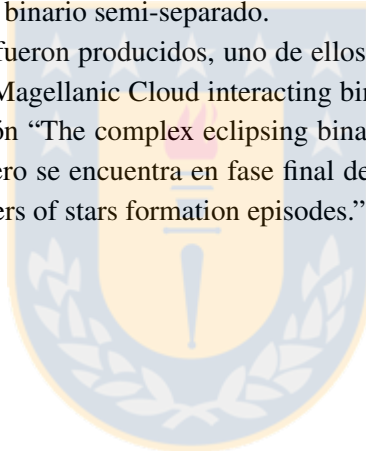 binario semi-separado.
fueron producidos, uno de ellos
Magellanic Cloud interacting bin
ón “The complex eclipsing bina
ero se encuentra en fase final de
ers of stars formation episodes.”